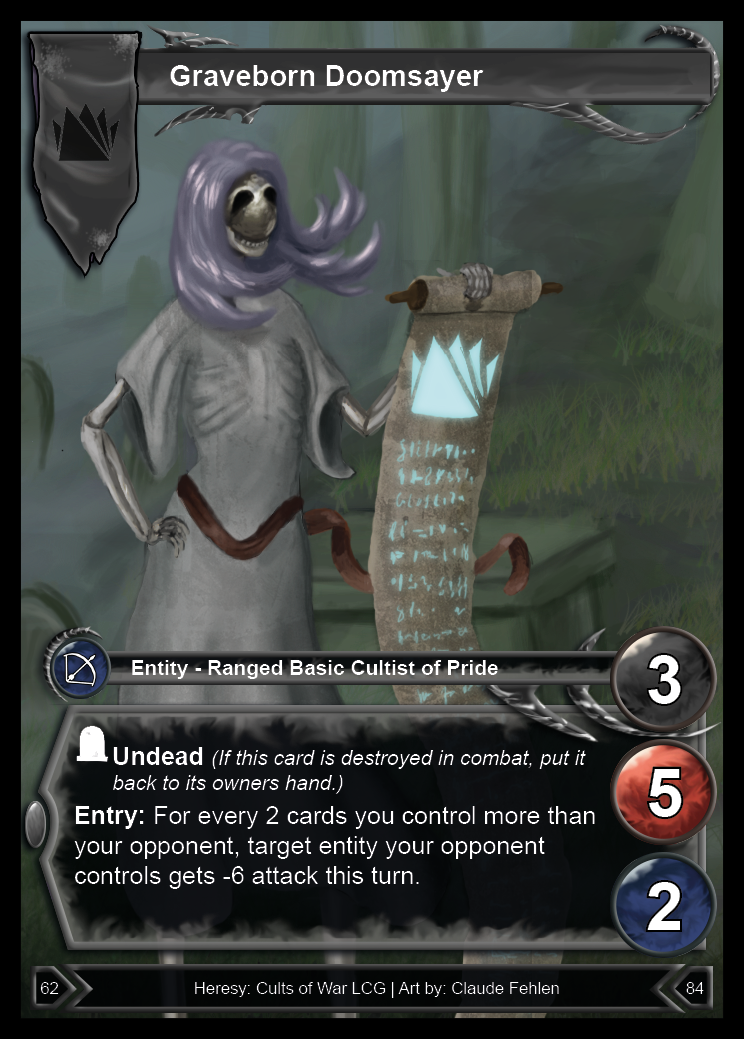 Graveborn Doomsayer
Entity - Ranged Basic Cultist of Pride
3
Undead (If this card is destroyed in combat, put it
back to its owners hand.)
5
Entry: For every 2 cards you control more than
your opponent, target entity your opponent
controls gets -6 attack this turn.
2
62
Heresy: Cults of War LCG | Art by: Claude Fehlen
84